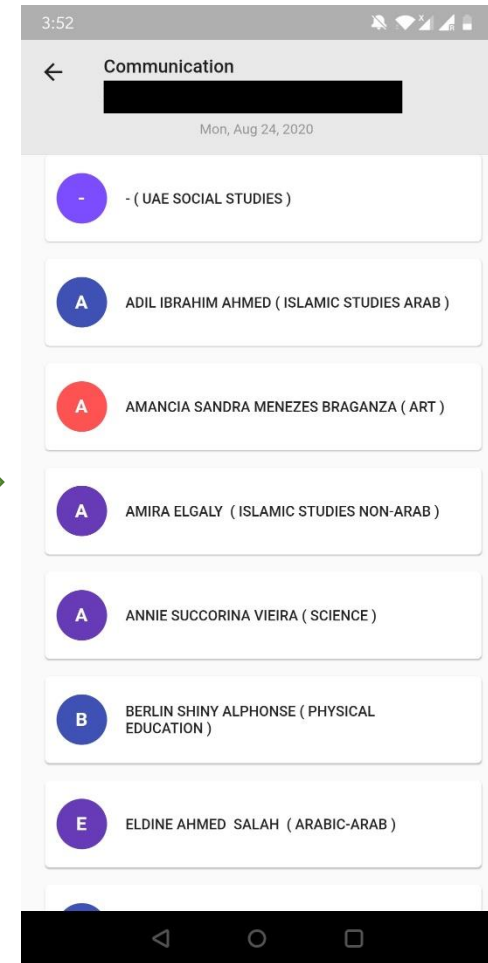 3:52
Communication
Mon, Aug 24, 2020
-
- ( UAE SOCIAL STUDIES )
A
ADIL IBRAHIM AHMED ( ISLAMIC STUDIES ARAB )
A
AMANCIA SANDRA MENEZES BRAGANZA ( ART )
A
AMIRA ELGALY  ( ISLAMIC STUDIES NON-ARAB )
A
ANNIE SUCCORINA VIEIRA ( SCIENCE )
B
BERLIN SHINY ALPHONSE ( PHYSICAL
EDUCATION )
E
ELDINE AHMED  SALAH  ( ARABIC-ARAB )